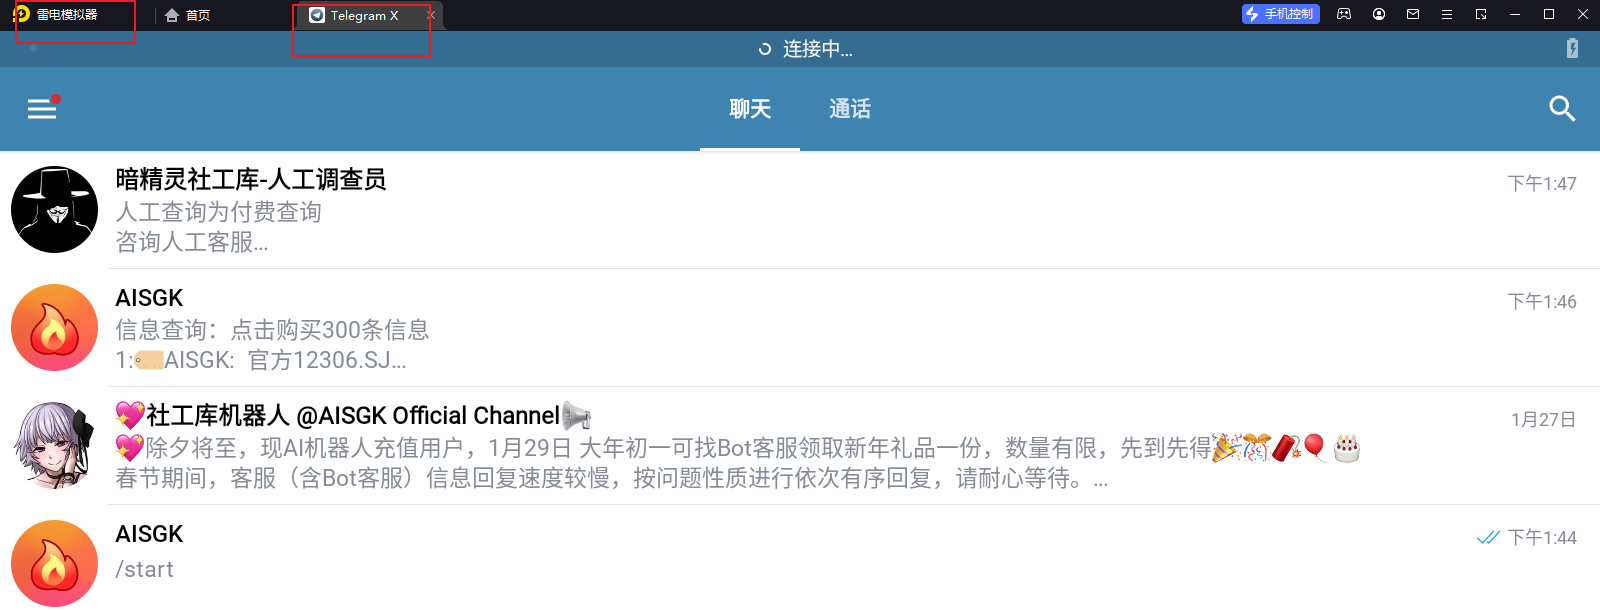 雷电模拟器
首页
Telegram X
手机控制
连接中...
聊天
通话
暗精灵社工库-人工调查员
下午1:47
人工查询为付费查询
咨询人工客服...
AISGK
下午1:46
信息查询：点击购买300条信息
1:🏷️AISGK: 官方12306.SJ...
💖社工库机器人 @AISGK Official Channel📢
1月27日
💖除夕将至，现AI机器人充值用户，1月29日 大年初一可找Bot客服领取新年礼品一份，数量有限，先到先得🎉🎊🧨🎈🎂
春节期间，客服（含Bot客服）信息回复速度较慢，按问题性质进行依次有序回复，请耐心等待。...
AISGK
下午1:44
/start